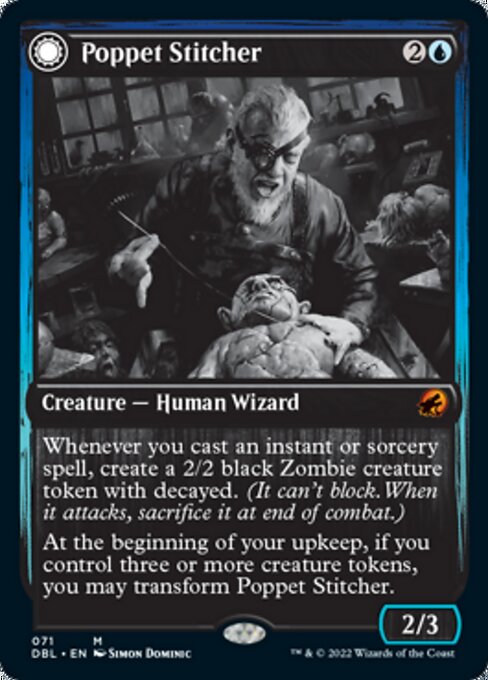 Poppet Stitcher 2
Creature — Human Wizard
Whenever you cast an instant or sorcery
spell, create a 2/2 black Zombie creature
token with decayed. (It can't block. When
it attacks, sacrifice it at end of combat.)
At the beginning of your upkeep, if you
control three or more creature tokens,
you may transform Poppet Stitcher.
2/3
071 M
DBL • EN Simon Dominic ™ & © 2022 Wizards of the Coast